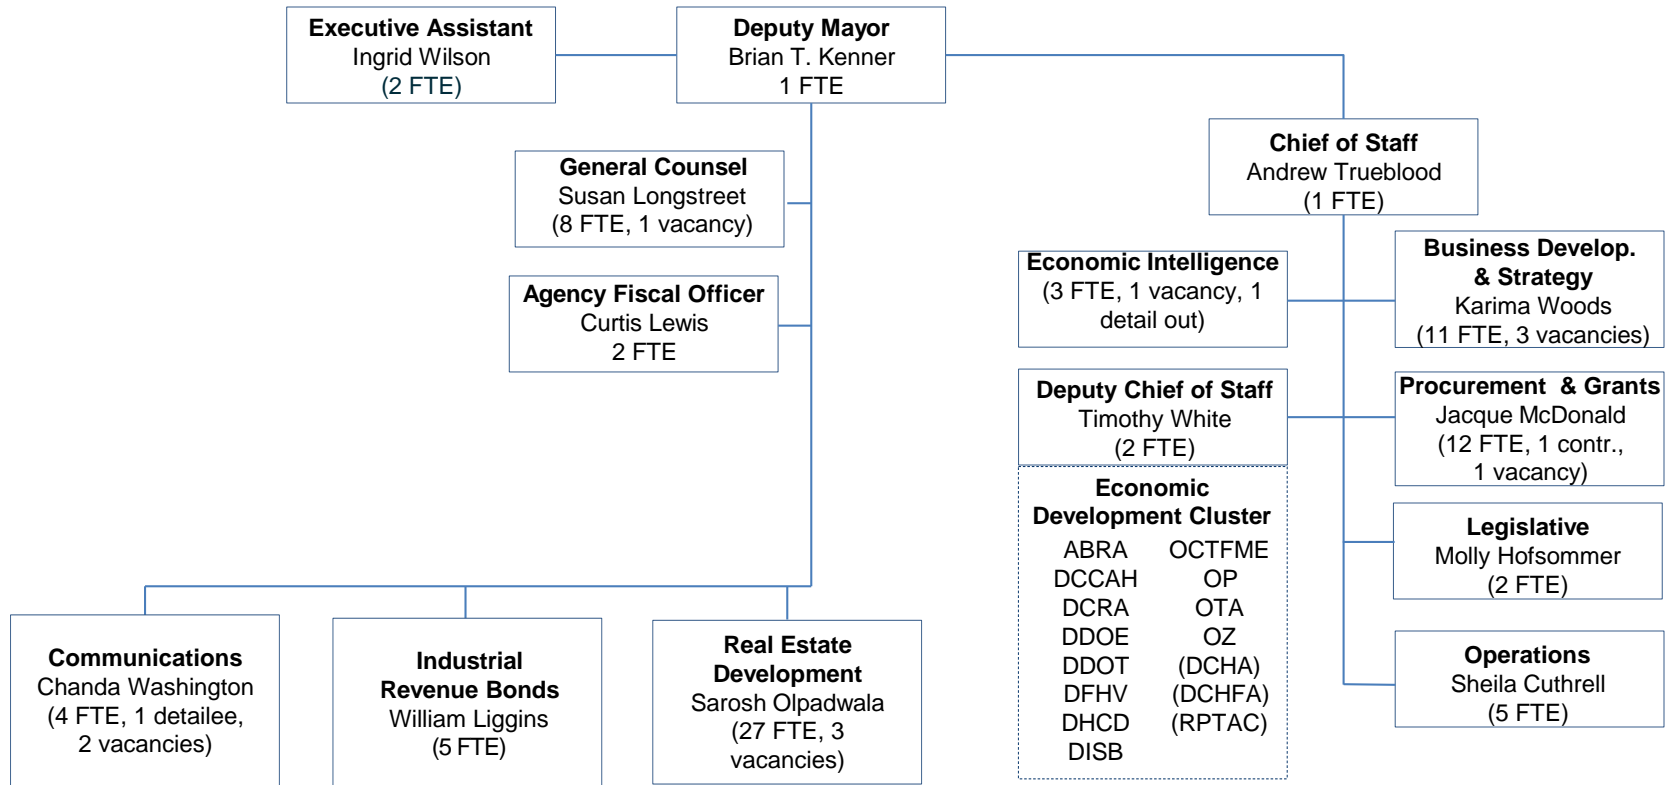 Executive Assistant
Ingrid Wilson
(2 FTE)
Deputy Mayor
Brian T. Kenner
1 FTE
Chief of Staff
Andrew Trueblood
(1 FTE)
General Counsel
Susan Longstreet
(8 FTE, 1 vacancy)
Agency Fiscal Officer
Curtis Lewis
2 FTE
Economic Intelligence
(3 FTE, 1 vacancy, 1
detail out)
Business Develop.
& Strategy
Karima Woods
(11 FTE, 3 vacancies)
Deputy Chief of Staff
Timothy White
(2 FTE)
Procurement & Grants
Jacque McDonald
(12 FTE, 1 contr.,
1 vacancy)
Economic
Development Cluster
ABRA OCTFME
DCCAH OP
DCRA OTA
DDOE OZ
DDOT (DCHA)
DFHV (DCHFA)
DHCD (RPTAC)
DISB
Legislative
Molly Hofsommer
(2 FTE)
Operations
Sheila Cuthrell
(5 FTE)
Communications
Chanda Washington
(4 FTE, 1 detailee,
2 vacancies)
Industrial
Revenue Bonds
William Liggins
(5 FTE)
Real Estate
Development
Sarosh Olpadwala
(27 FTE, 3
vacancies)